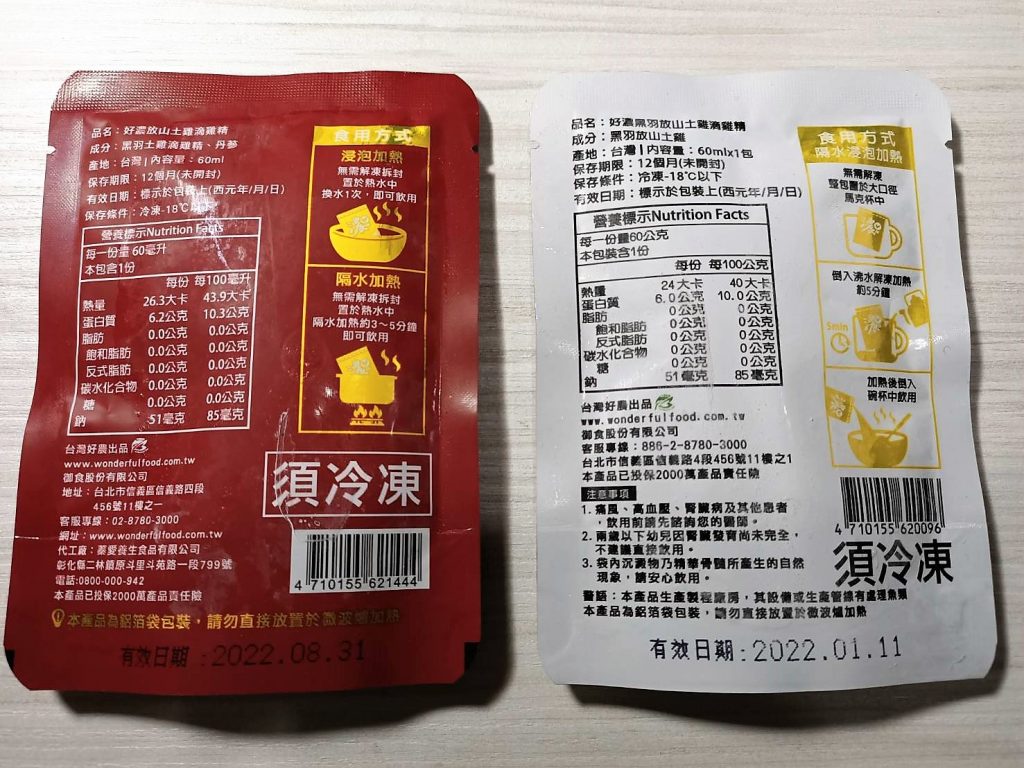 品名：好濃放山土雞滴雞精
成分：黑羽土雞滴雞精、丹蔘
產地：台灣|內容量：60ml
保存期限：12個月(未開封)
有效日期：標示於包裝上(西元年/月/日)
保存條件：冷凍-18℃以下
營養標示Nutrition Facts
每一份量 60毫升
本包含1份
每份 每100毫升
熱量 26.3大卡 43.9大卡
蛋白質 6.2公克 10.3公克
脂肪 0.0公克 0.0公克
飽和脂肪 0.0公克 0.0公克
反式脂肪 0.0公克 0.0公克
碳水化合物 0.0公克 0.0公克
糖 0.0公克 0.0公克
鈉 51毫克 85毫克
食用方式
浸泡加熱
無需解凍拆封
置於熱水中
換水1次，即可飲用
隔水加熱
無需解凍拆封
置於熱水中
隔水加熱約3～5分鐘
即可飲用
台灣好農出品
www.wonderfulfood.com.tw
御食股份有限公司
地址：台北市信義區信義路四段
456號11樓之一
客服專線：02-8780-3000
網址：www.wonderfulfood.com.tw
代工廠：蔡愛養生食品有限公司
彰化縣二林鎮原斗里斗苑路一段799號
電話:0800-000-942
本產品已投保2000萬產品責任險
須冷凍
4 710155 621444
本產品為鋁箔袋包裝，請勿直接放置於微波爐加熱
有效日期：2022.08.31
品名：好濃黑羽放山土雞滴雞精
成分：黑羽放山土雞
產地：台灣|內容量：60mlx1包
保存期限：12個月(未開封)
保存條件：冷凍-18℃以下
有效日期：標示於包裝上(西元年/月/日)
營養標示Nutrition Facts
每一份量60公克
本包裝含1份
每份 每100公克
熱量 24大卡 40大卡
蛋白質 6.0公克 10.0公克
脂肪 0公克 0公克
飽和脂肪 0公克 0公克
反式脂肪 0公克 0公克
碳水化合物 0公克 0公克
糖 0公克 0公克
鈉 51毫克 85毫克
食用方式
隔水浸泡加熱
無需解凍
整包置於大口徑
馬克杯中
倒入沸水解凍加熱
約5分鐘
5min
加熱後倒入
碗杯中飲用
台灣好農出品
www.wonderfulfood.com.tw
御食股份有限公司
客服專線：886-2-8780-3000
台北市信義區信義路4段456號11樓之1
本產品已投保2000萬產品責任險
注意事項
1. 痛風、高血壓、腎臟病及其他患者
，飲用前請先諮詢您的醫師。
2. 兩歲以下幼兒因腎臟發育尚未完全，
不建議直接飲用。
3. 袋內沉澱物乃精華骨髓所產生的自然
現象，請安心飲用。
警語：本產品生產製程廠房，其設備或生產管線有處理魚類
本產品為鋁箔袋包裝，請勿直接放置於微波爐加熱
4 710155 620096
須冷凍
有效日期：2022.01.11